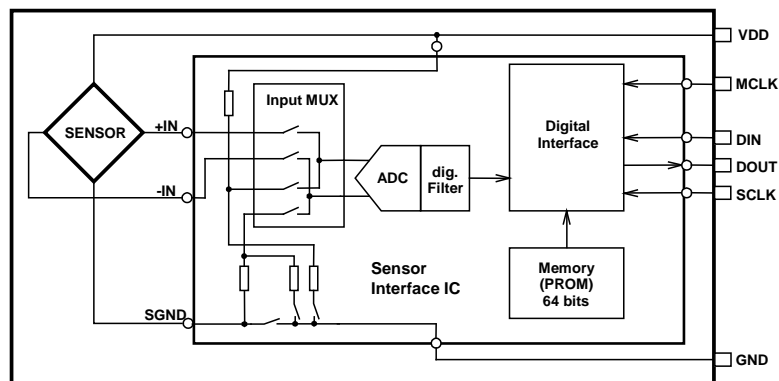 VDD
MCLK
Input MUX
+IN
SENSOR
Digital
Interface
DIN
DOUT
-IN
ADC
dig.
Filter
SCLK
Sensor
Interface IC
Memory
(PROM)
64 bits
SGND
GND